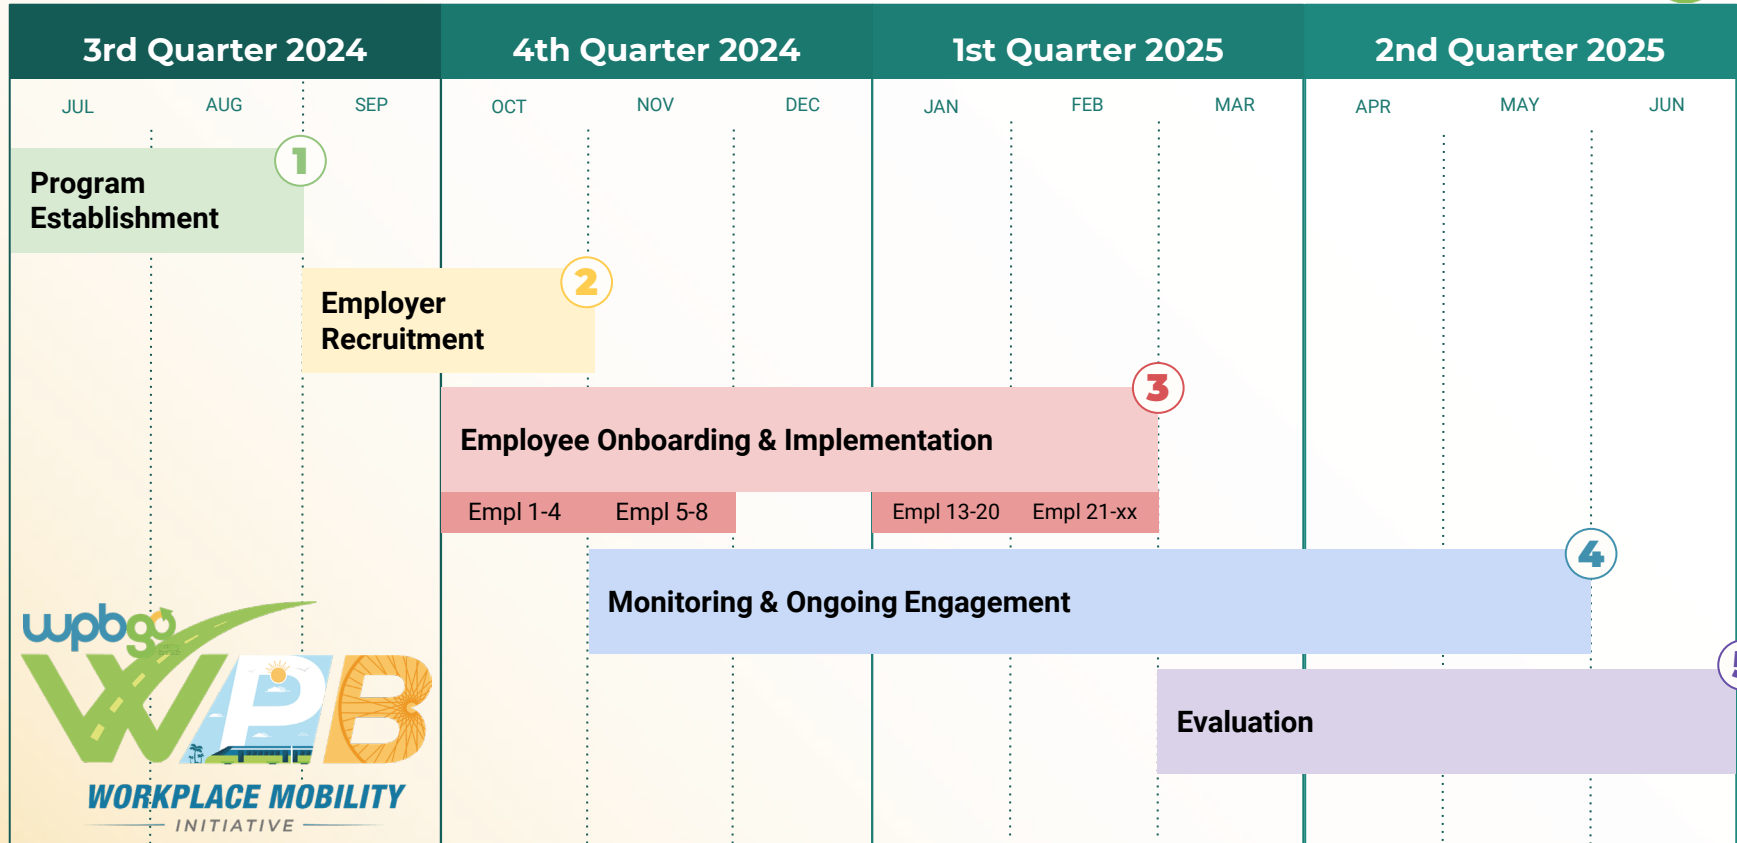 3rd Quarter 2024
4th Quarter 2024
1st Quarter 2025
2nd Quarter 2025
JUL
AUG
SEP
OCT
NOV
DEC
JAN
FEB
MAR
APR
MAY
JUN
1
Program
Establishment
2
Employer
Recruitment
3
Employee Onboarding & Implementation
Empl 1-4
Empl 5-8
Empl 13-20
Empl 21-xx
4
Monitoring & Ongoing Engagement
5
Evaluation
wpbgo
WPB
WORKPLACE MOBILITY
INITIATIVE